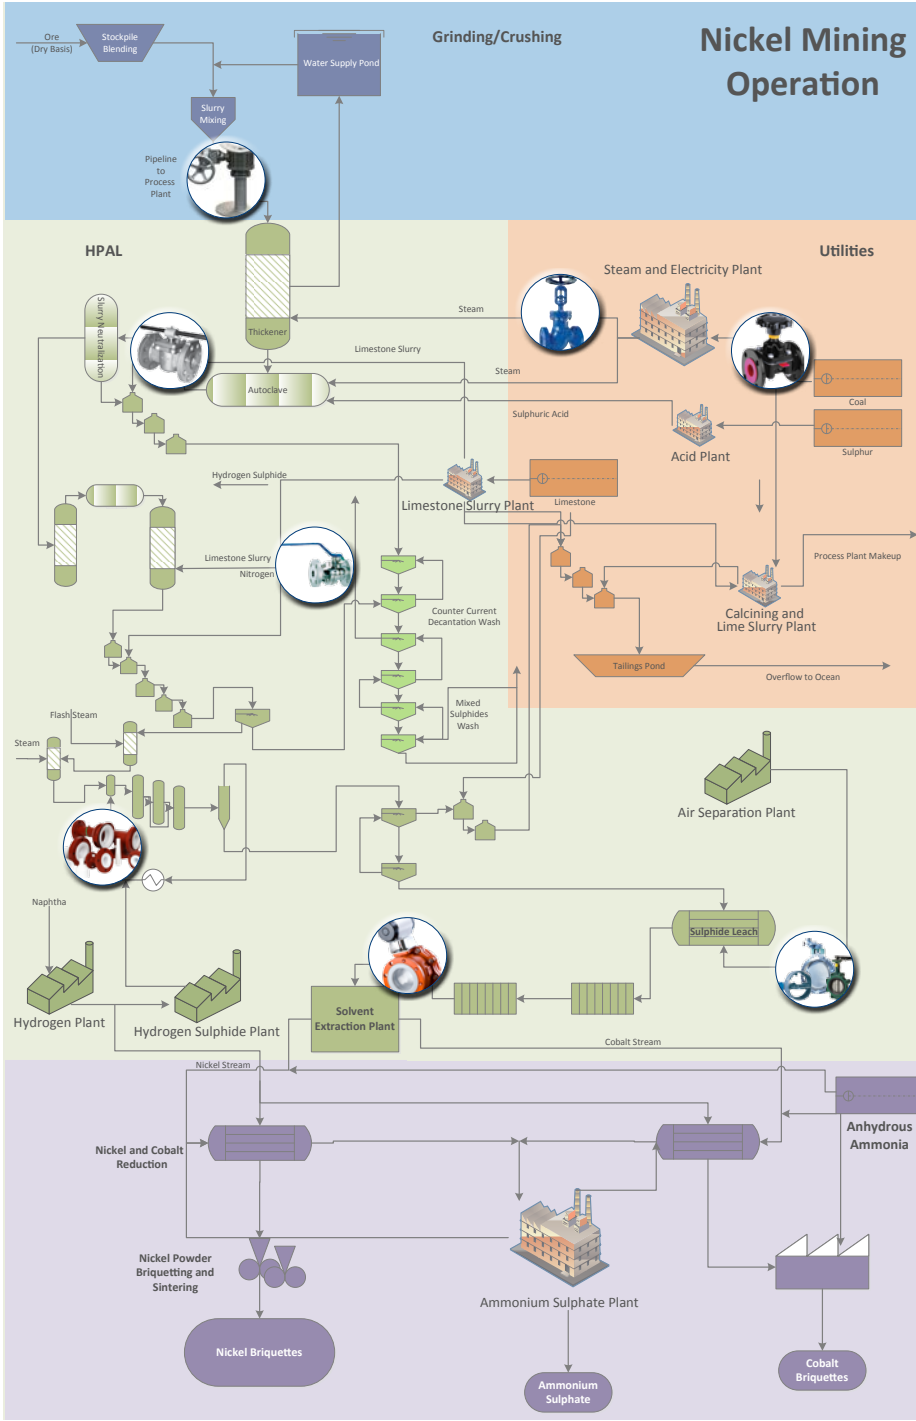 Nickel Mining
Operation
Grinding/Crushing
Ore
(Dry Basis)
Stockpile
Blending
Water Supply Pond
Slurry
Mixing
Pipeline
to
Process
Plant
HPAL
Utilities
Steam and Electricity Plant
Slurry Neutralization
Thickener
Steam
Limestone Slurry
Steam
Autoclave
Coal
Sulphuric Acid
Acid Plant
Sulphur
Hydrogen Sulphide
Limestone Slurry Plant
Limestone
Limestone Slurry
Nitrogen
Process Plant Makeup
Counter Current
Decantation Wash
Calcining and
Lime Slurry Plant
Tailings Pond
Overflow to Ocean
Mixed
Sulphides
Wash
Flash Steam
Steam
Air Separation Plant
Naphtha
Sulphide Leach
Hydrogen Plant
Hydrogen Sulphide Plant
Solvent
Extraction Plant
Cobalt Stream
Nickel Stream
Anhydrous
Ammonia
Nickel and Cobalt
Reduction
Nickel Powder
Briquetting and
Sintering
Ammonium Sulphate Plant
Nickel Briquettes
Cobalt
Briquettes
Ammonium
Sulphate